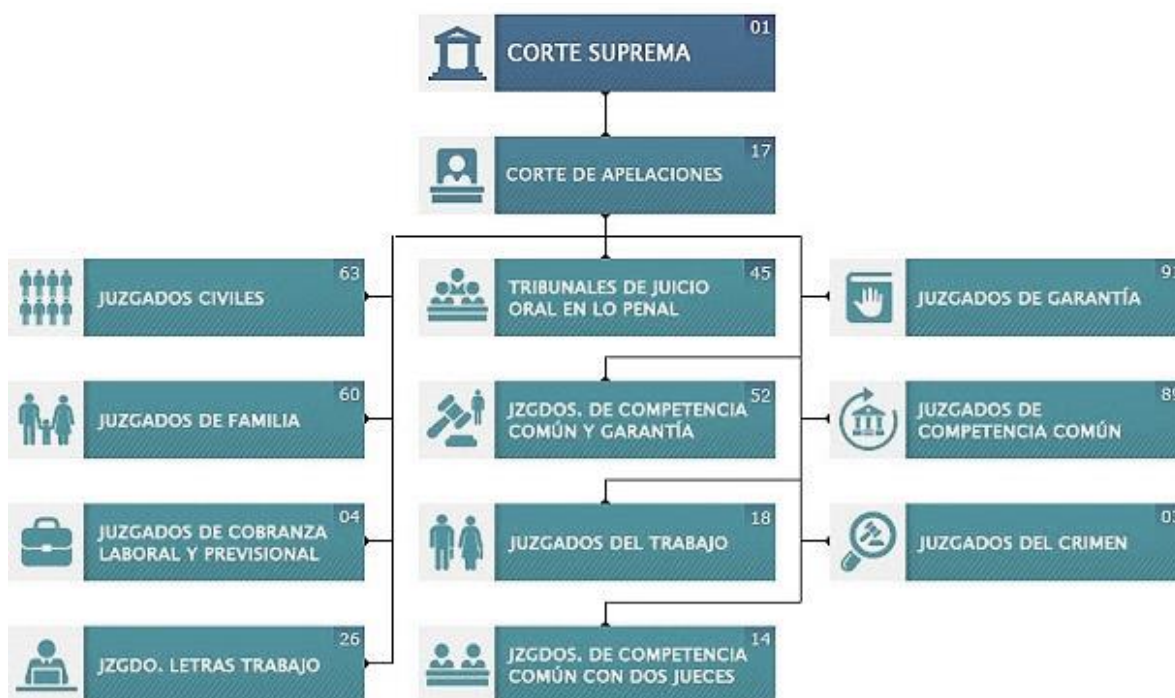 01
CORTE SUPREMA
17
CORTE DE APELACIONES
63
JUZGADOS CIVILES
45
TRIBUNALES DE JUICIO
ORAL EN LO PENAL
JUZGADOS DE GARANTÍA
60
JUZGADOS DE FAMILIA
52
JZGDOS. DE COMPETENCIA
COMÚN Y GARANTÍA
89
JUZGADOS DE
COMPETENCIA COMÚN
04
JUZGADOS DE COBRANZA
LABORAL Y PREVISIONAL
18
JUZGADOS DEL TRABAJO
JUZGADOS DEL CRIMEN
26
JZGDO. LETRAS TRABAJO
14
JZGDOS. DE COMPETENCIA
COMÚN CON DOS JUECES